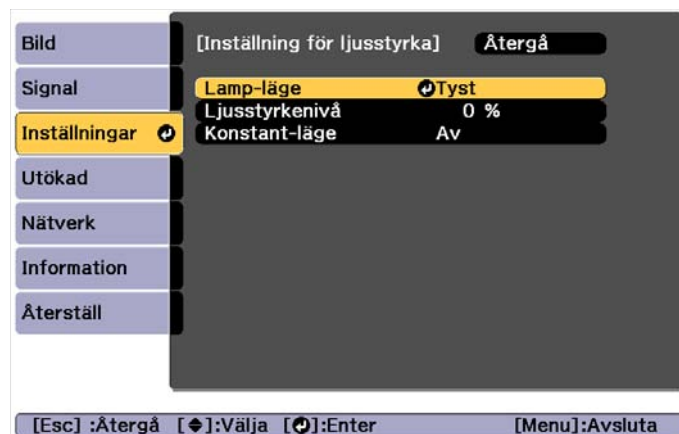 Bild
Signal
Inställningar
Utökad
Nätverk
Information
Återställ
[Inställning för ljusstyrka] Återgå
Lamp-läge Tyst
Ljusstyrkenivå 0 %
Konstant-läge Av
[Esc] :Återgå [◆]:Välja [⏎]:Enter [Menu]:Avsluta